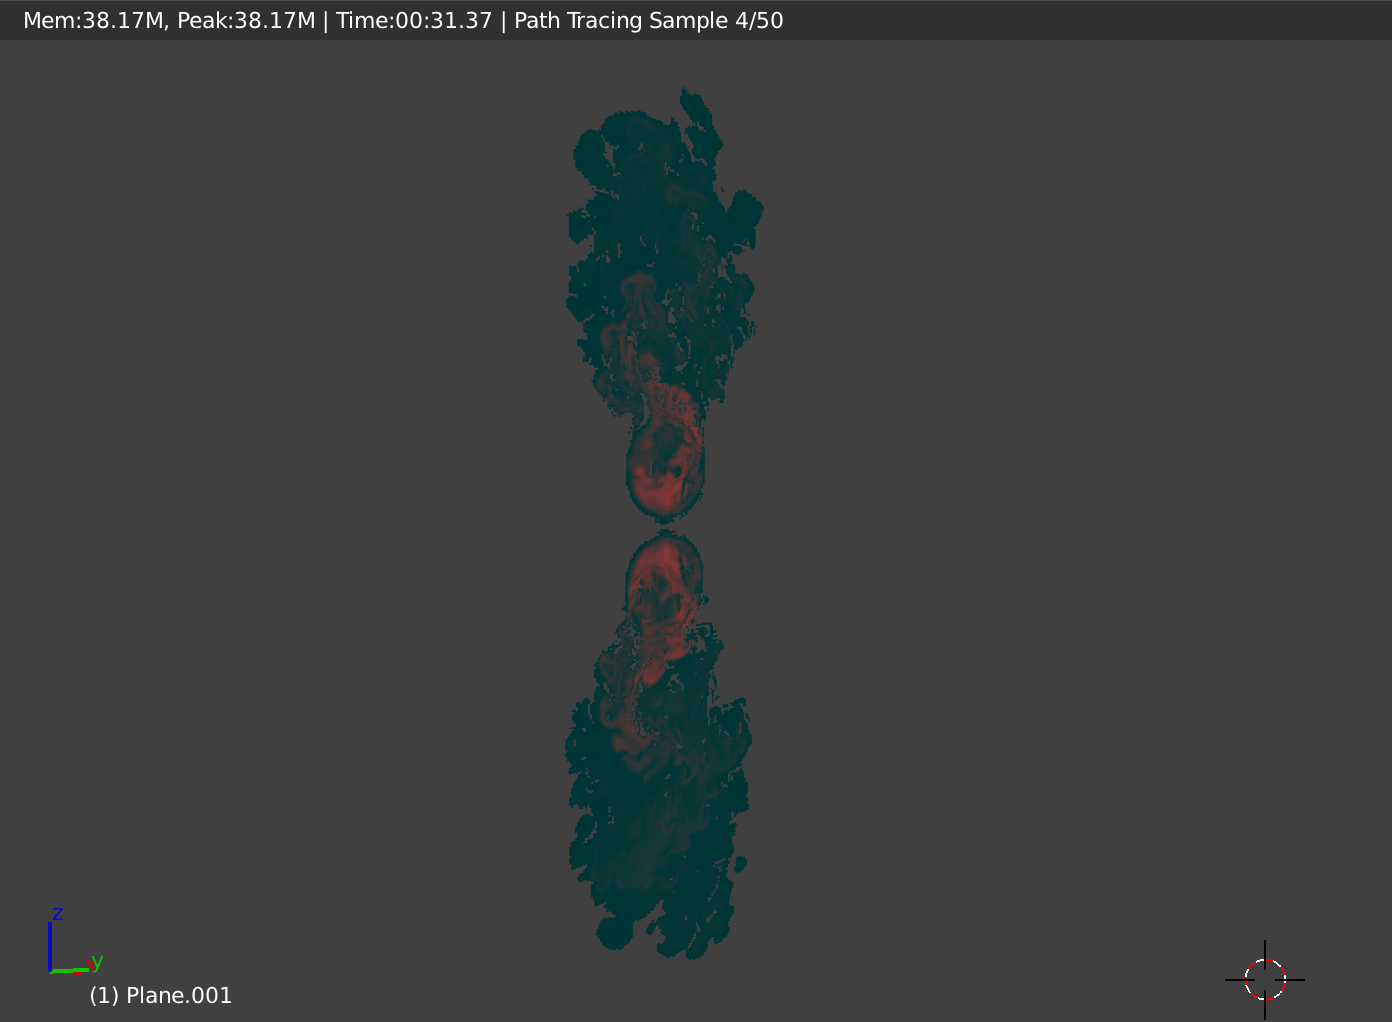 Mem:38.17M, Peak:38.17M | Time:00:31.37 | Path Tracing Sample 4/50
z
y
(1) Plane.001